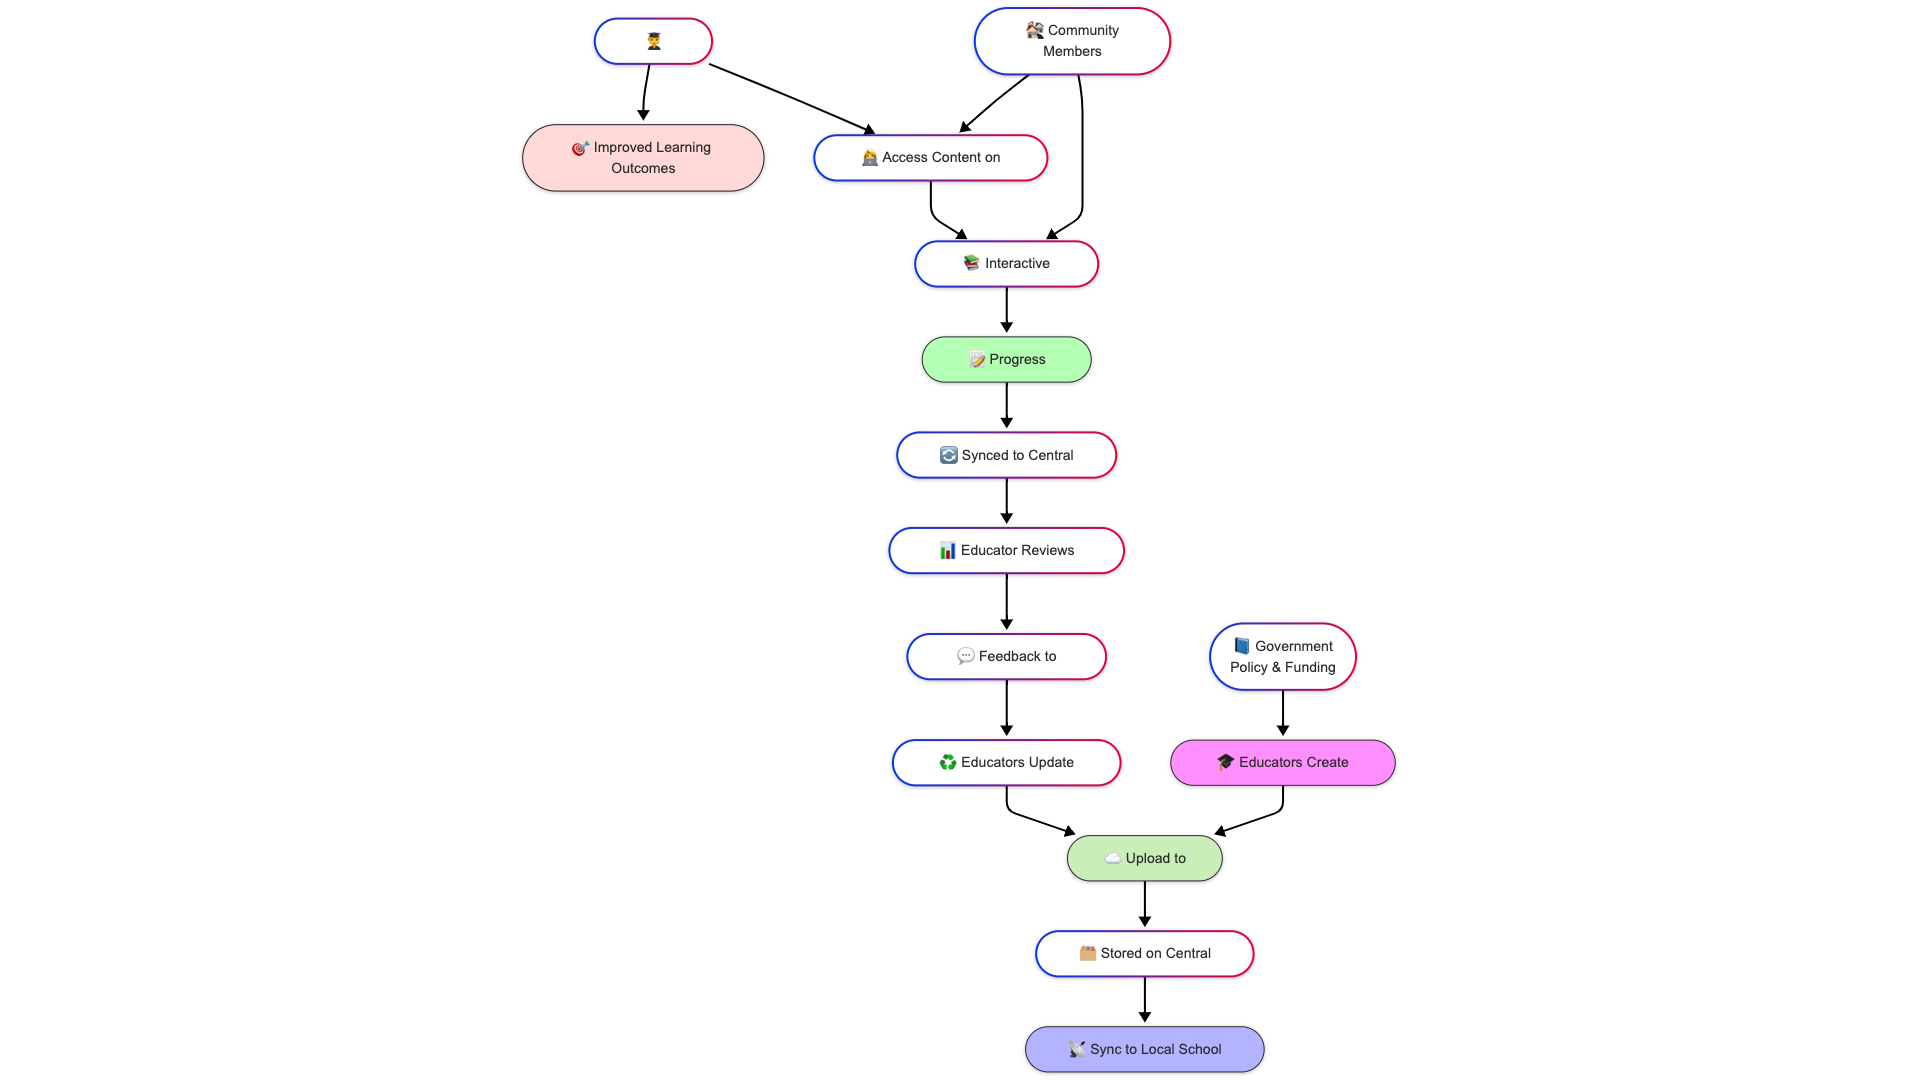 Community
Members
Improved Learning
Outcomes
Access Content on
Interactive
Progress
Synced to Central
Educator Reviews
Feedback to
Government
Policy & Funding
Educators Update
Educators Create
Upload to
Stored on Central
Sync to Local School